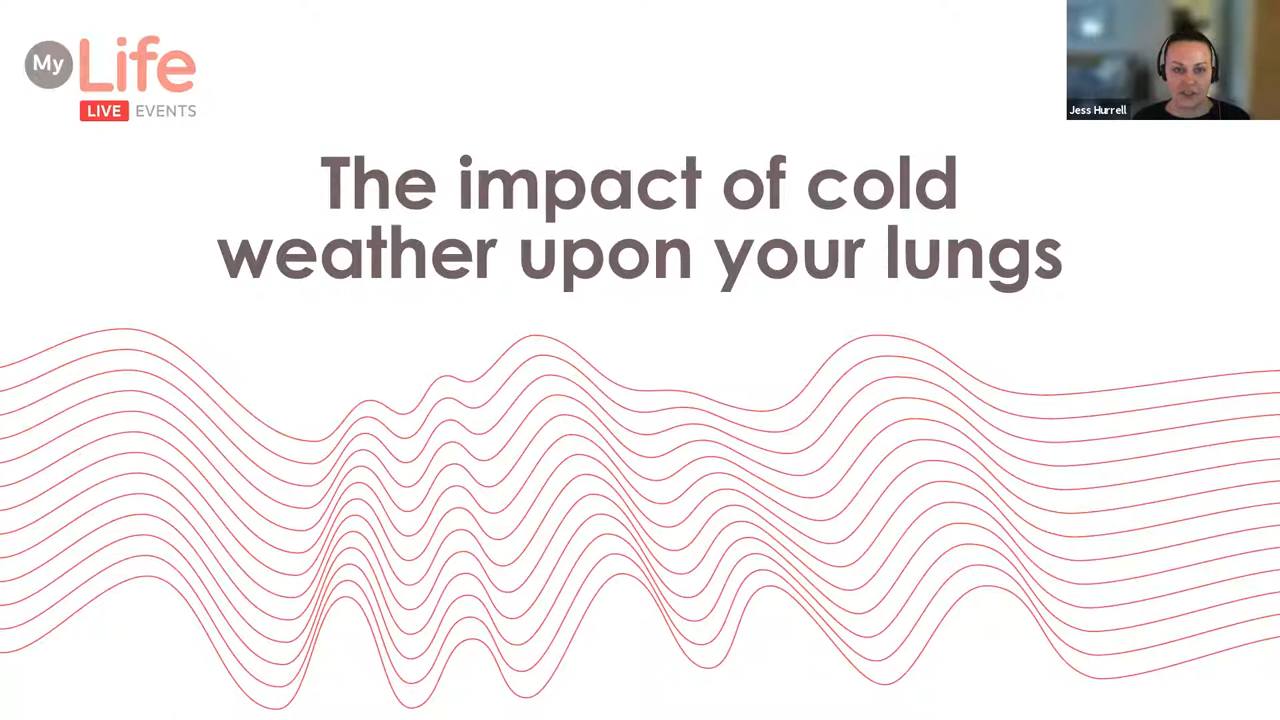 My Life
LIVE EVENTS
Jess Hurrell
The impact of cold
weather upon your lungs